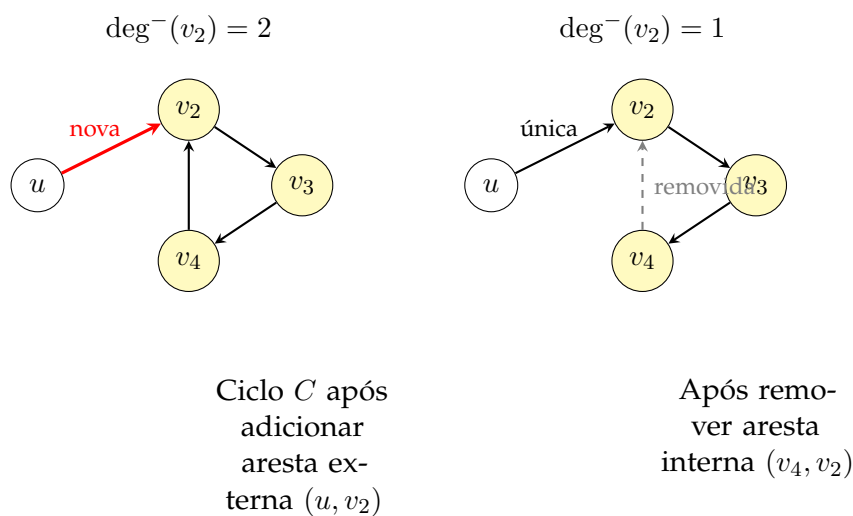 deg⁻(v₂) = 2
nova
u
v₂
v₃
v₄
Ciclo C após
adicionar
aresta ex-
terna (u, v₂)
deg⁻(v₂) = 1
única
u
v₂
removida
v₃
v₄
Após remo-
ver aresta
interna (v₄, v₂)